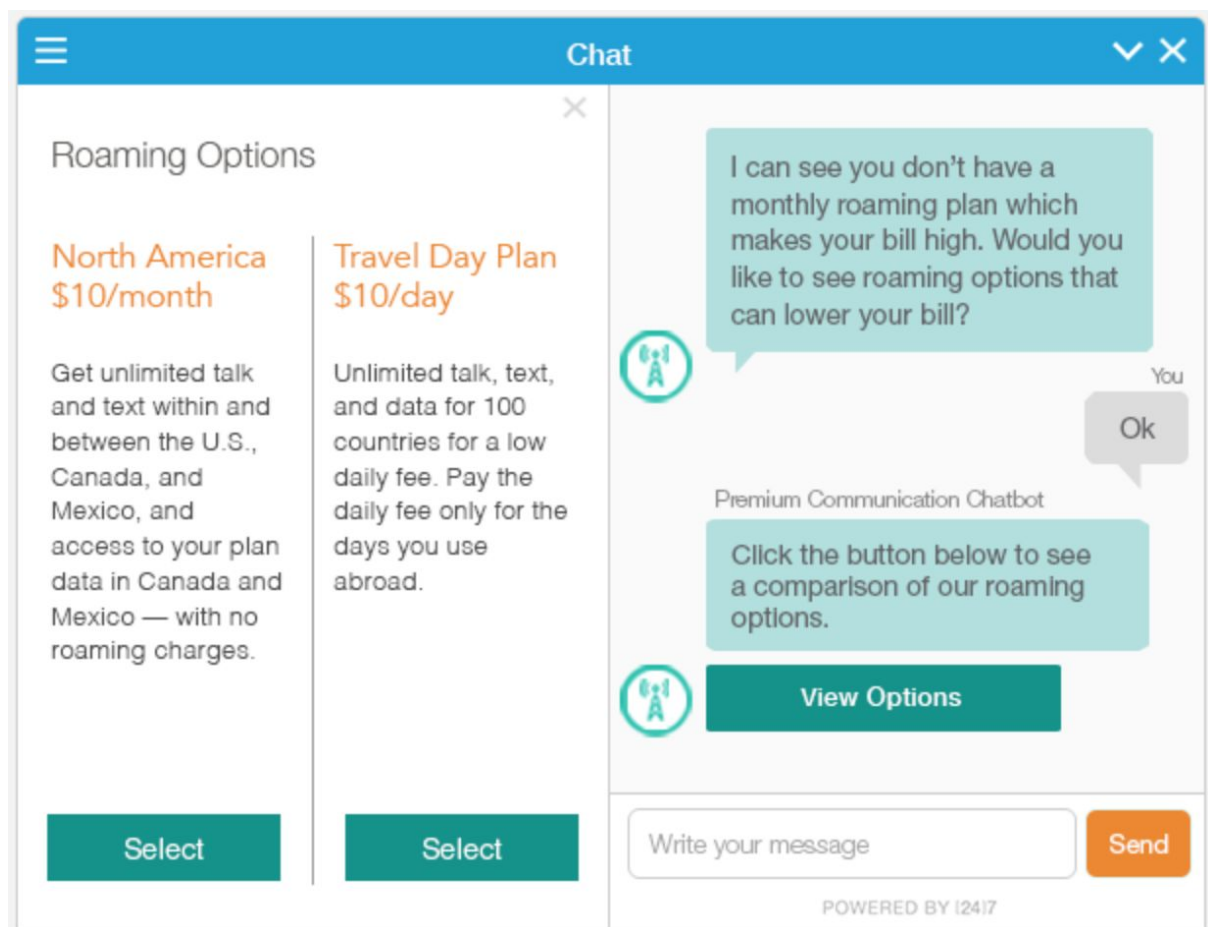 Chat
Roaming Options
North America
$10/month
Get unlimited talk
and text within and
between the U.S.,
Canada, and
Mexico, and
access to your plan
data in Canada and
Mexico — with no
roaming charges.
Select
Travel Day Plan
$10/day
Unlimited talk, text,
and data for 100
countries for a low
daily fee. Pay the
daily fee only for the
days you use
abroad.
Select
I can see you don’t have a
monthly roaming plan which
makes your bill high. Would you
like to see roaming options that
can lower your bill?
You
Ok
Premium Communication Chatbot
Click the button below to see
a comparison of our roaming
options.
View Options
Write your message
Send
POWERED BY [24]7